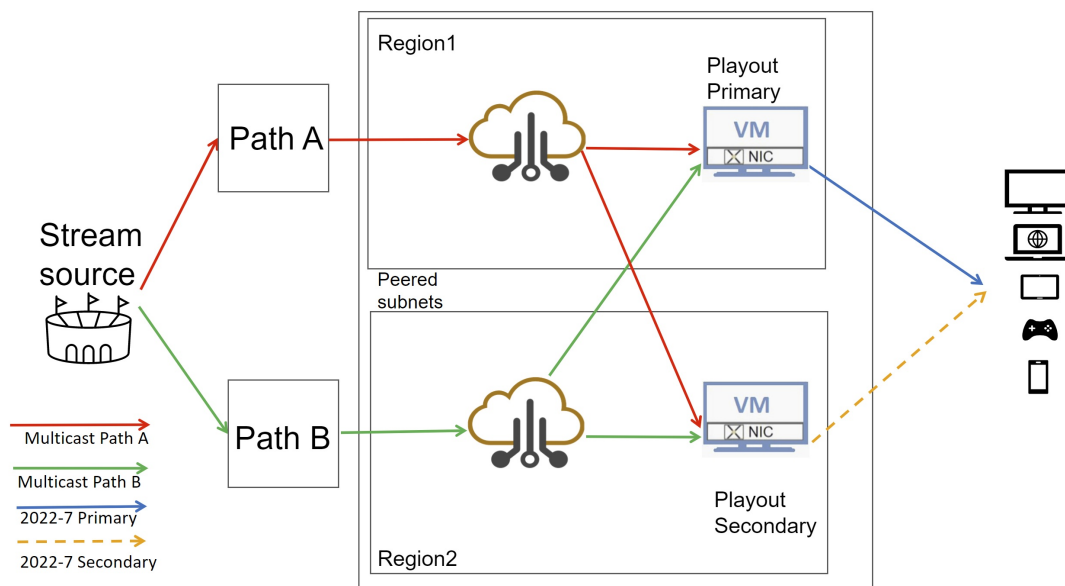 Region1
Playout
Primary
VM
NIC
Path A
Stream
source
Peered
subnets
VM
NIC
Path B
Multicast Path A
Multicast Path B
2022-7 Primary
2022-7 Secondary
Playout
Secondary
Region2